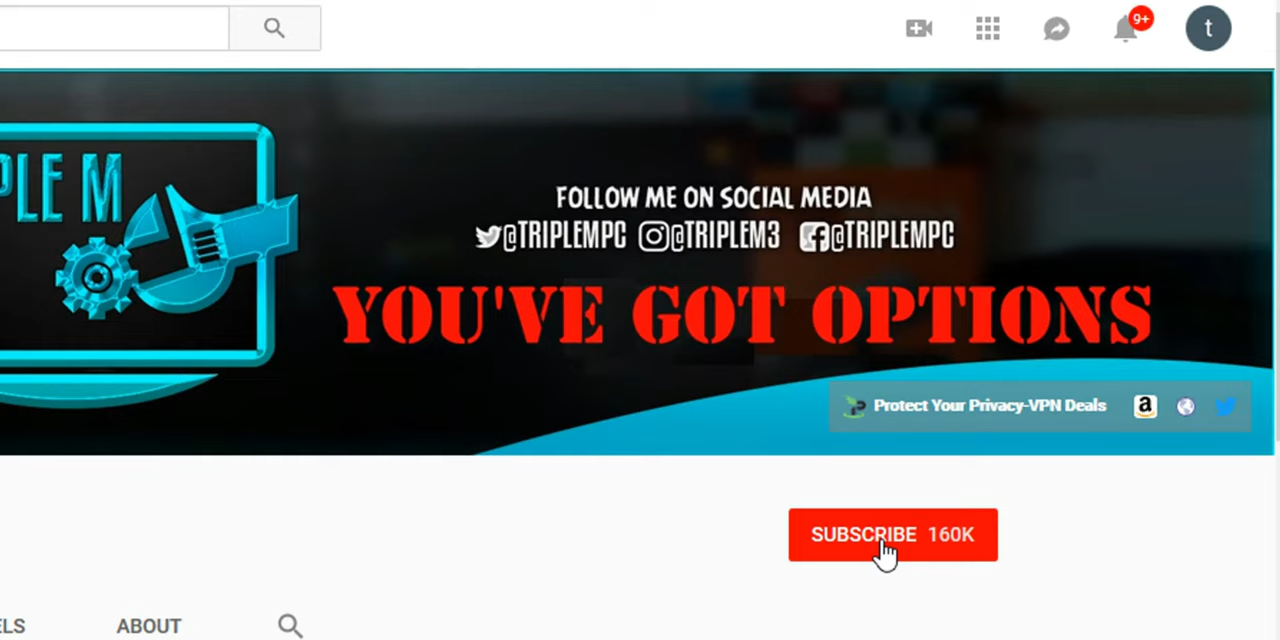 9+
t
PLE M
FOLLOW ME ON SOCIAL MEDIA
@TRIPLEMPC @TRIPLEM3 @TRIPLEMPC
YOU'VE GOT OPTIONS
Protect Your Privacy-VPN Deals
SUBSCRIBE 160K
ELS ABOUT